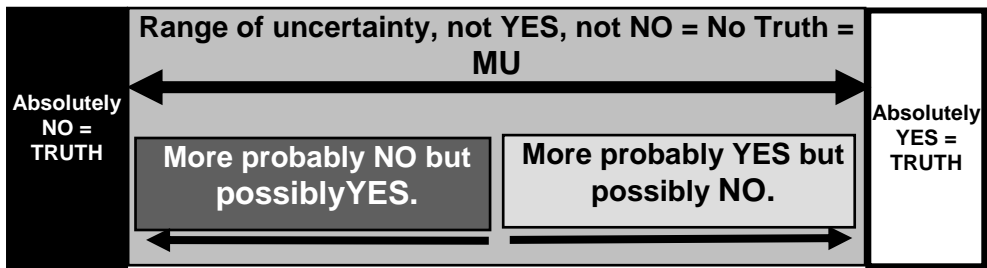 Range of uncertainty, not YES, not NO = No Truth =
MU
Absolutely
NO =
TRUTH
More probably NO but
possiblyYES.
More probably YES but
possibly NO.
Absolutely
YES =
TRUTH